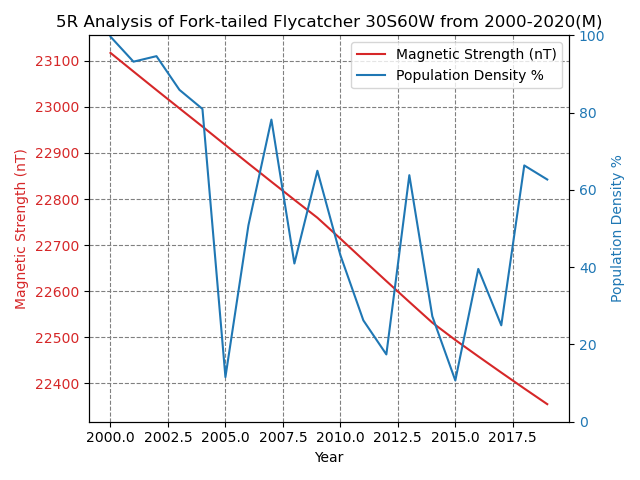 5R Analysis of Fork-tailed Flycatcher 30S60W from 2000-2020(M)
Magnetic Strength (nT)
Population Density %
23100
23000
22900
22800
22700
22600
22500
22400
Magnetic Strength (nT)
100
80
60
40
20
0
Population Density %
2000.0 2002.5 2005.0 2007.5 2010.0 2012.5 2015.0 2017.5
Year